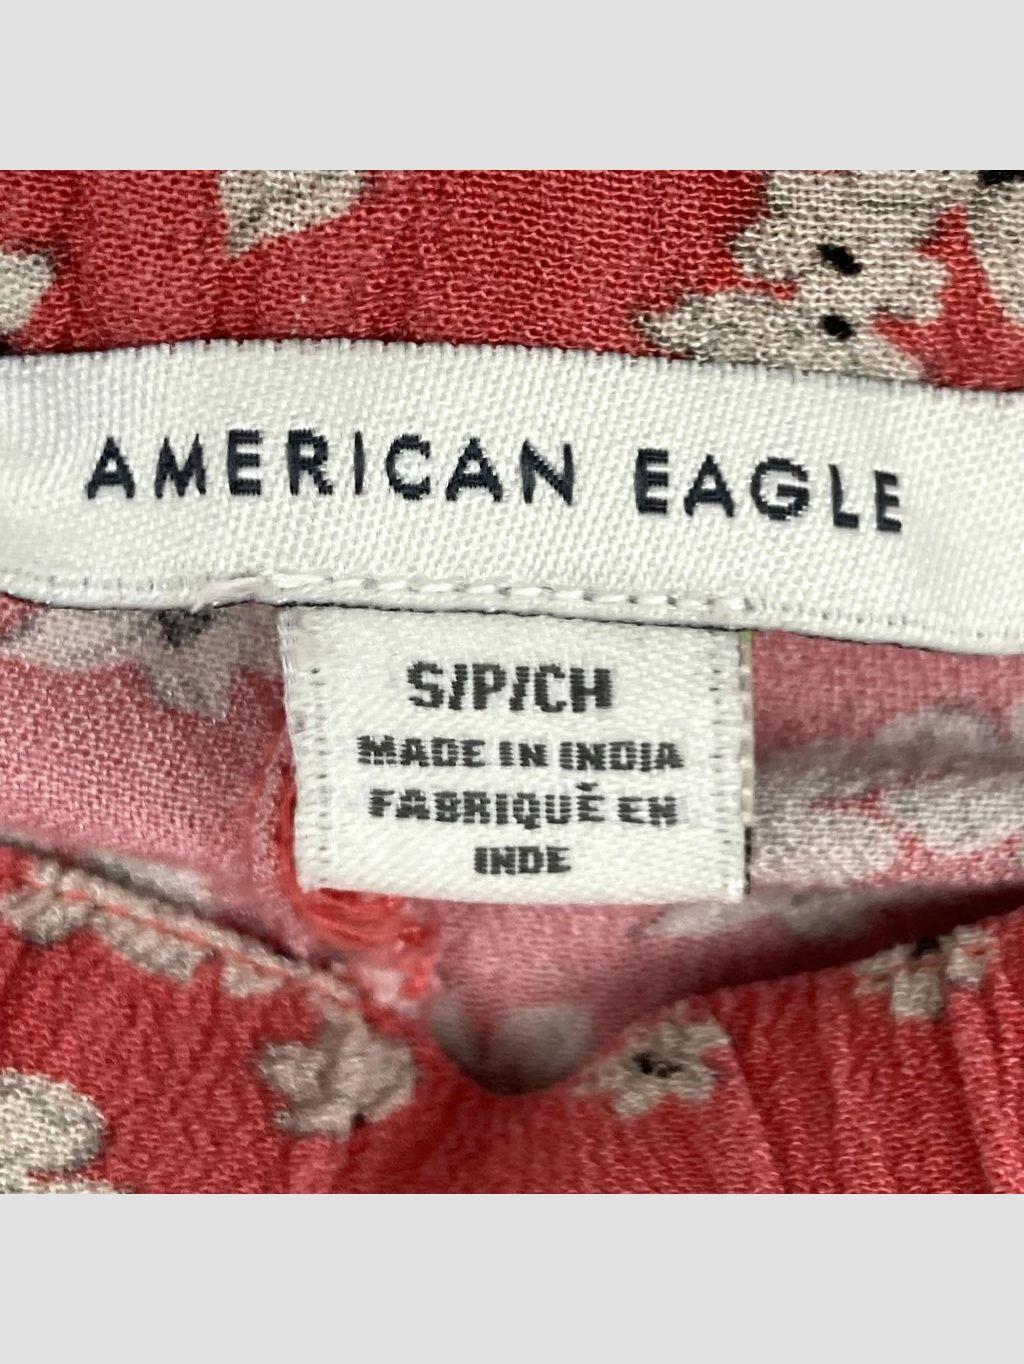 AMERICAN EAGLE
S/P/CH
MADE IN INDIA
FABRIQUÉ EN
INDE